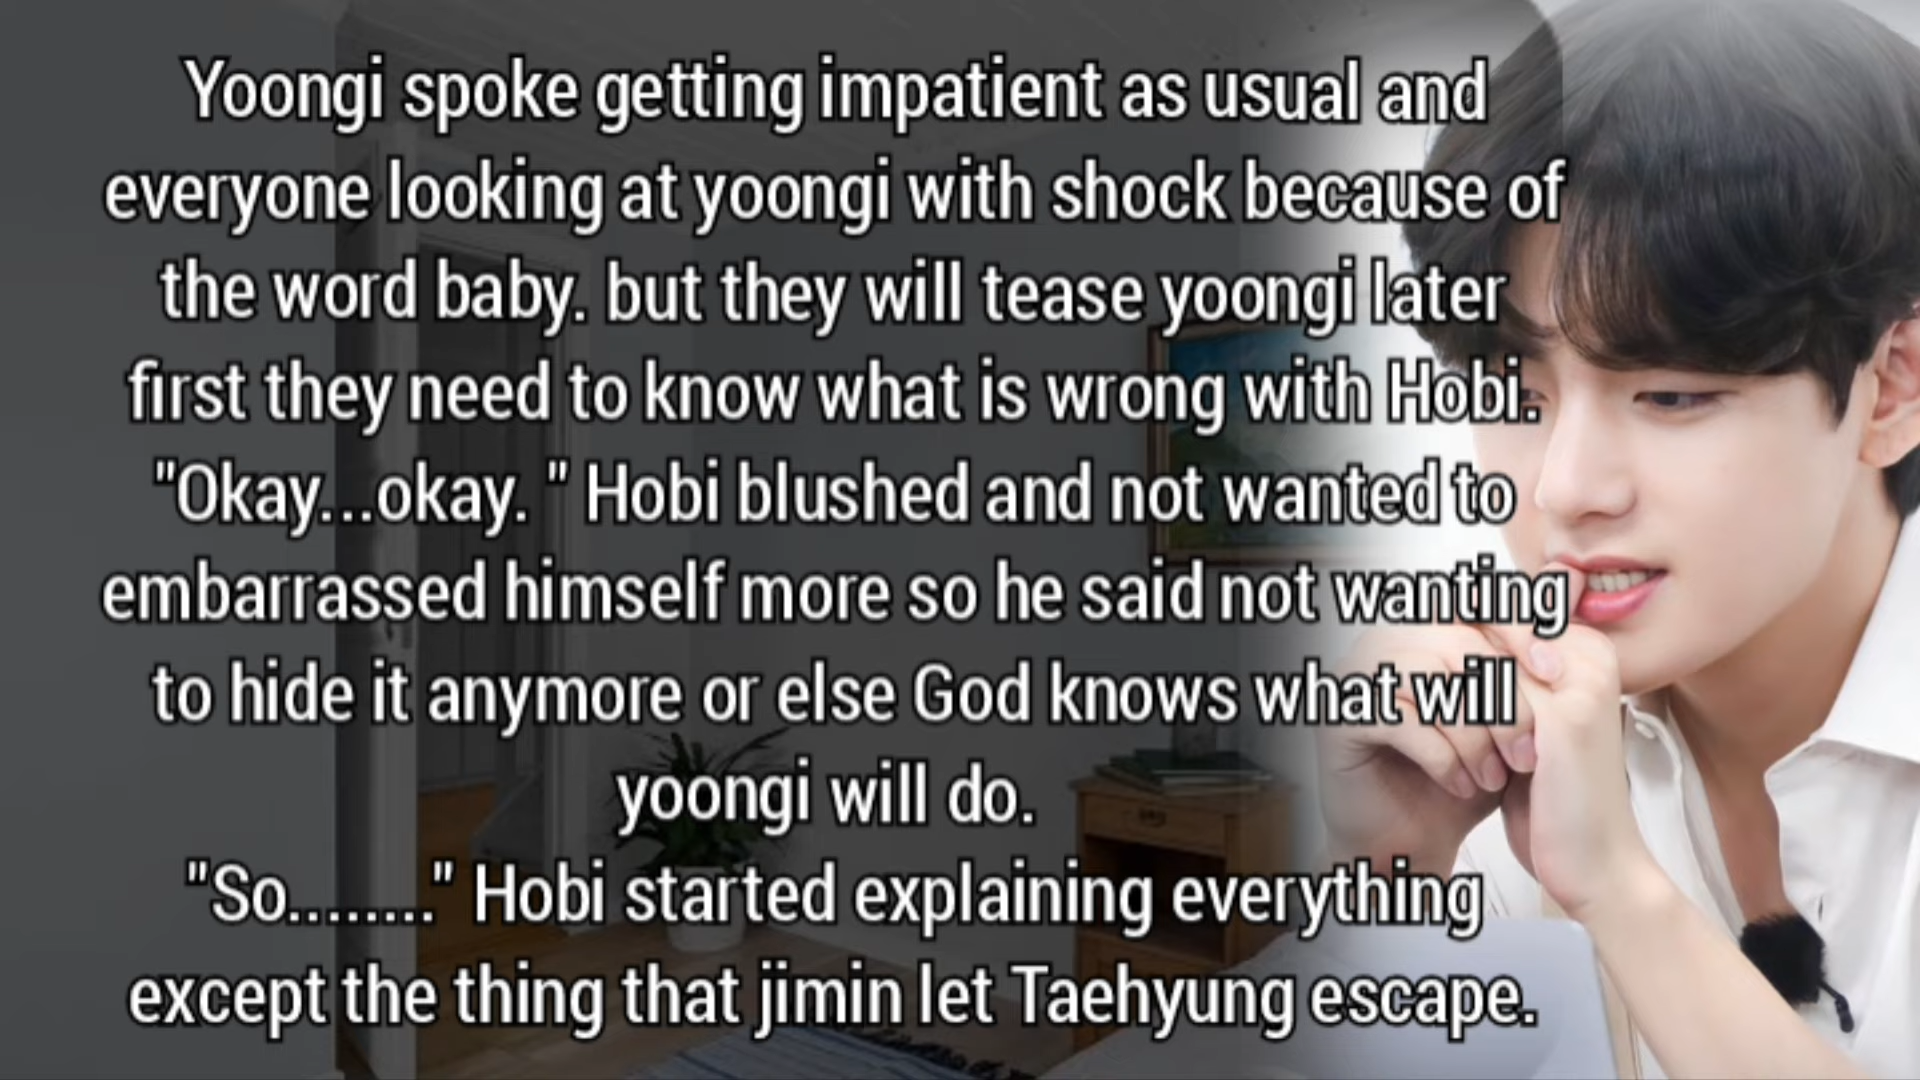 Yoongi spoke getting impatient as usual and
everyone looking at yoongi with shock because of
the word baby. but they will tease yoongi later
first they need to know what is wrong with Hobi.
"Okay...okay. " Hobi blushed and not wanted to
embarrassed himself more so he said not wanting
to hide it anymore or else God knows what will
yoongi will do.
"So........" Hobi started explaining everything
except the thing that jimin let Taehyung escape.